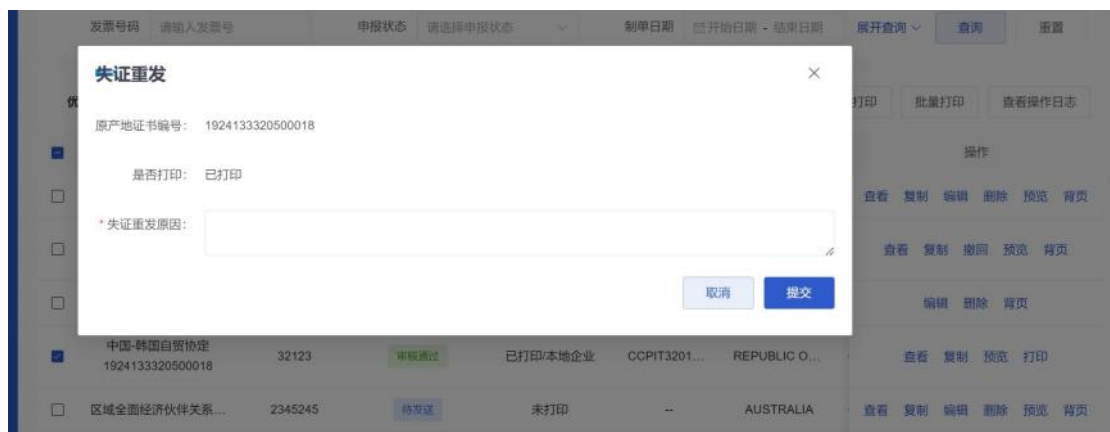 发票号码 请输入发票号 申报状态 请选择申报状态 制单日期 开始日期 - 结束日期 展开查询 查询 重置
失证重发
优 打印 批量打印 查看操作日志
原产地证书编号: 1924133320500018
操作
是否打印: 已打印
查看 复制 编辑 删除 预览 背页
* 失证重发原因:
查看 复制 撤回 预览 背页
取消 提交
编辑 删除 背页
中国-韩国自贸协定
1924133320500018 32123 审核通过 已打印/本地企业 CCPIT3201... REPUBLIC O... 查看 复制 预览 打印
区域全面经济伙伴关系... 2345245 待发送 未打印 -- AUSTRALIA 查看 复制 编辑 删除 预览 背页